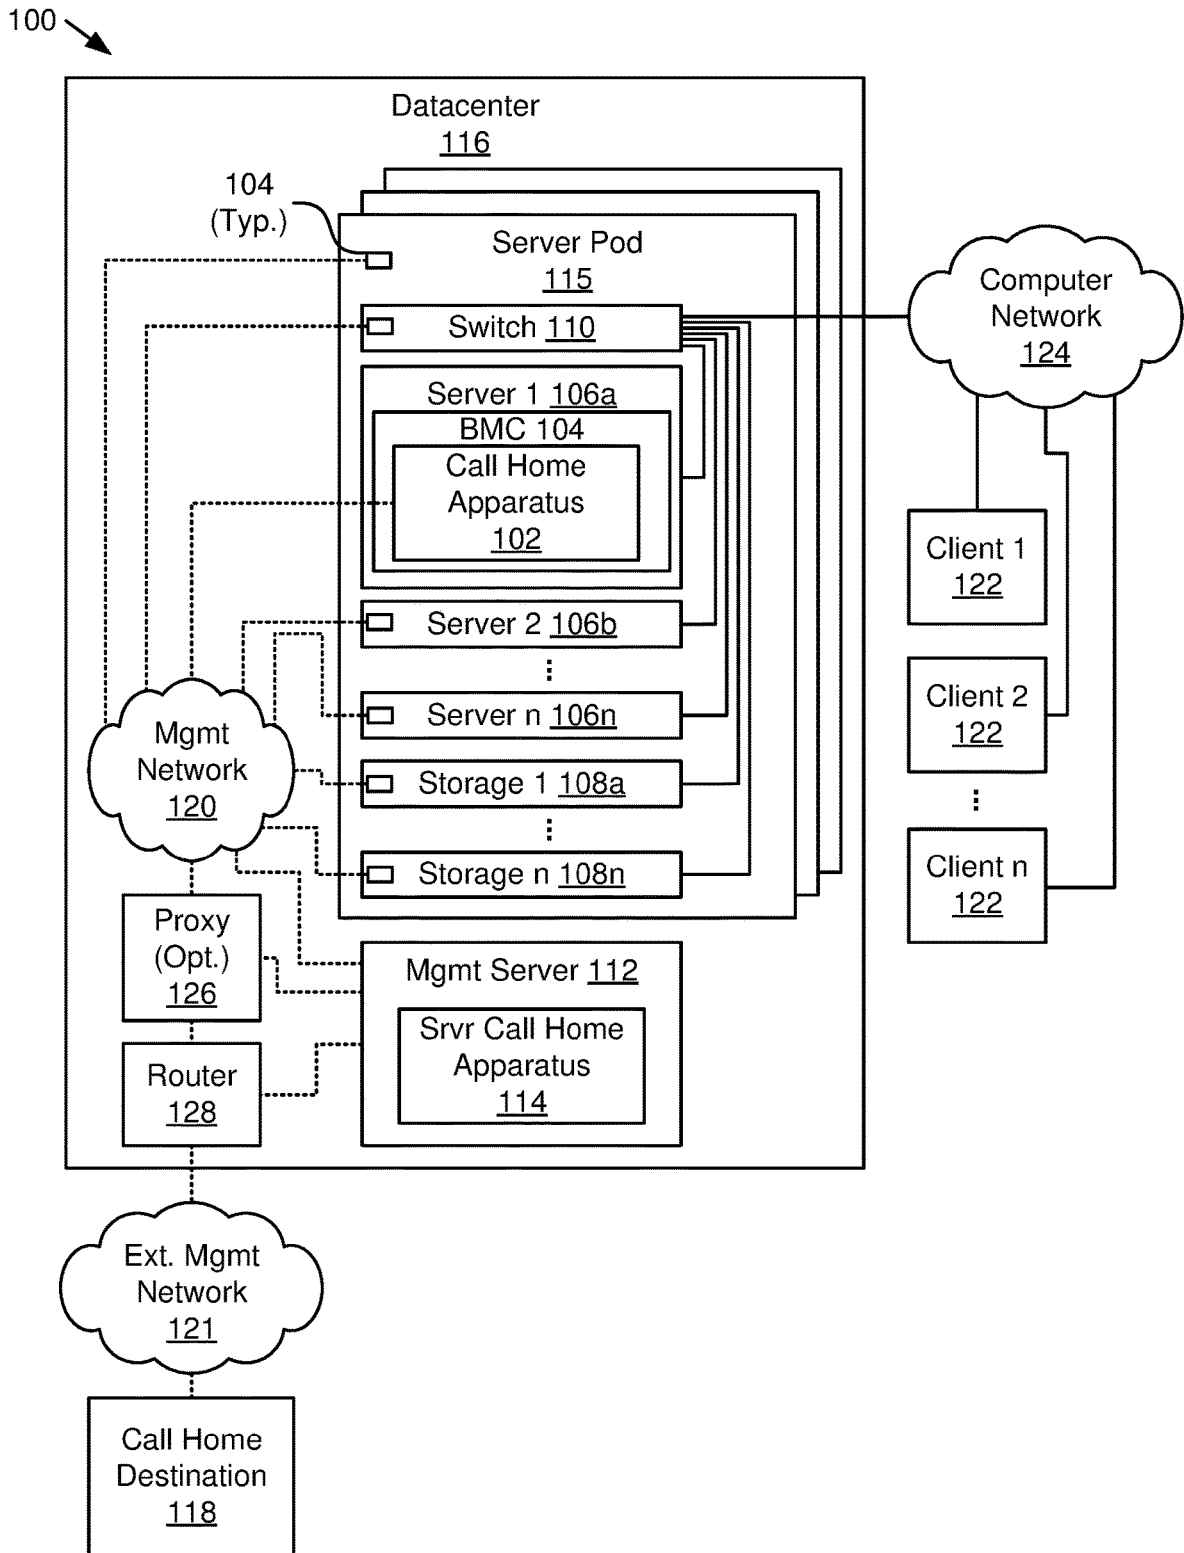 100
Datacenter
116
104
(Typ.)
Server Pod
115
Switch 110
Server 1 106a
BMC 104
Call Home
Apparatus
102
Server 2 106b
⋮
Server n 106n
Storage 1 108a
⋮
Storage n 108n
Mgmt
Network
120
Proxy
(Opt.)
126
Router
128
Mgmt Server 112
Srvr Call Home
Apparatus
114
Computer
Network
124
Client 1
122
Client 2
122
⋮
Client n
122
Ext. Mgmt
Network
121
Call Home
Destination
118